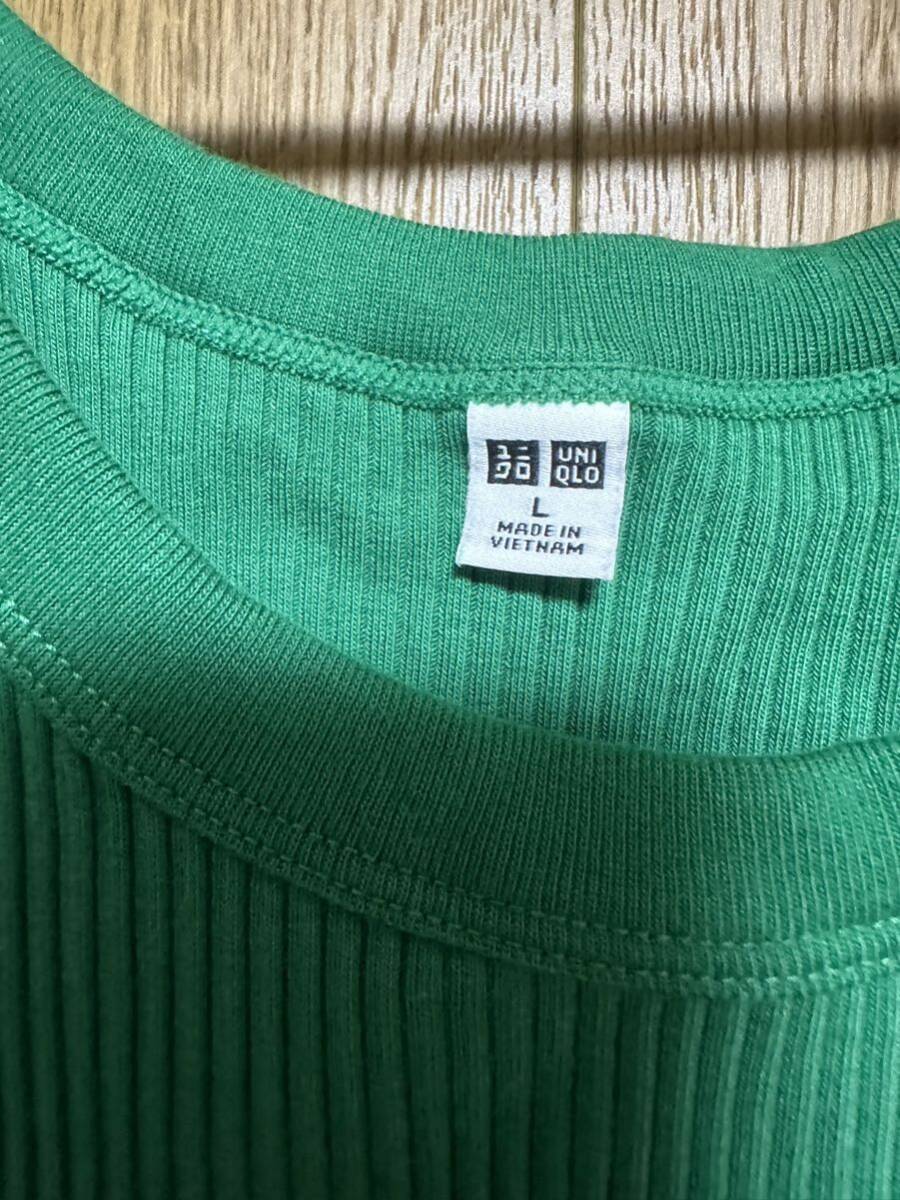 ユニ UNI
クロ QLO
L
MADE IN
VIETNAM